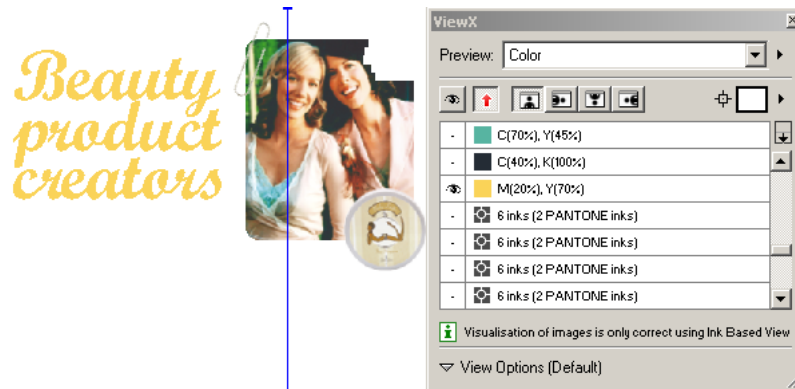 Beauty
product
creators
ViewX
Preview: Color
C(70%), Y(45%)
C(40%), K(100%)
M(20%), Y(70%)
6 inks (2 PANTONE inks)
6 inks (2 PANTONE inks)
6 inks (2 PANTONE inks)
6 inks (2 PANTONE inks)
Visualisation of images is only correct using Ink Based View
View Options (Default)